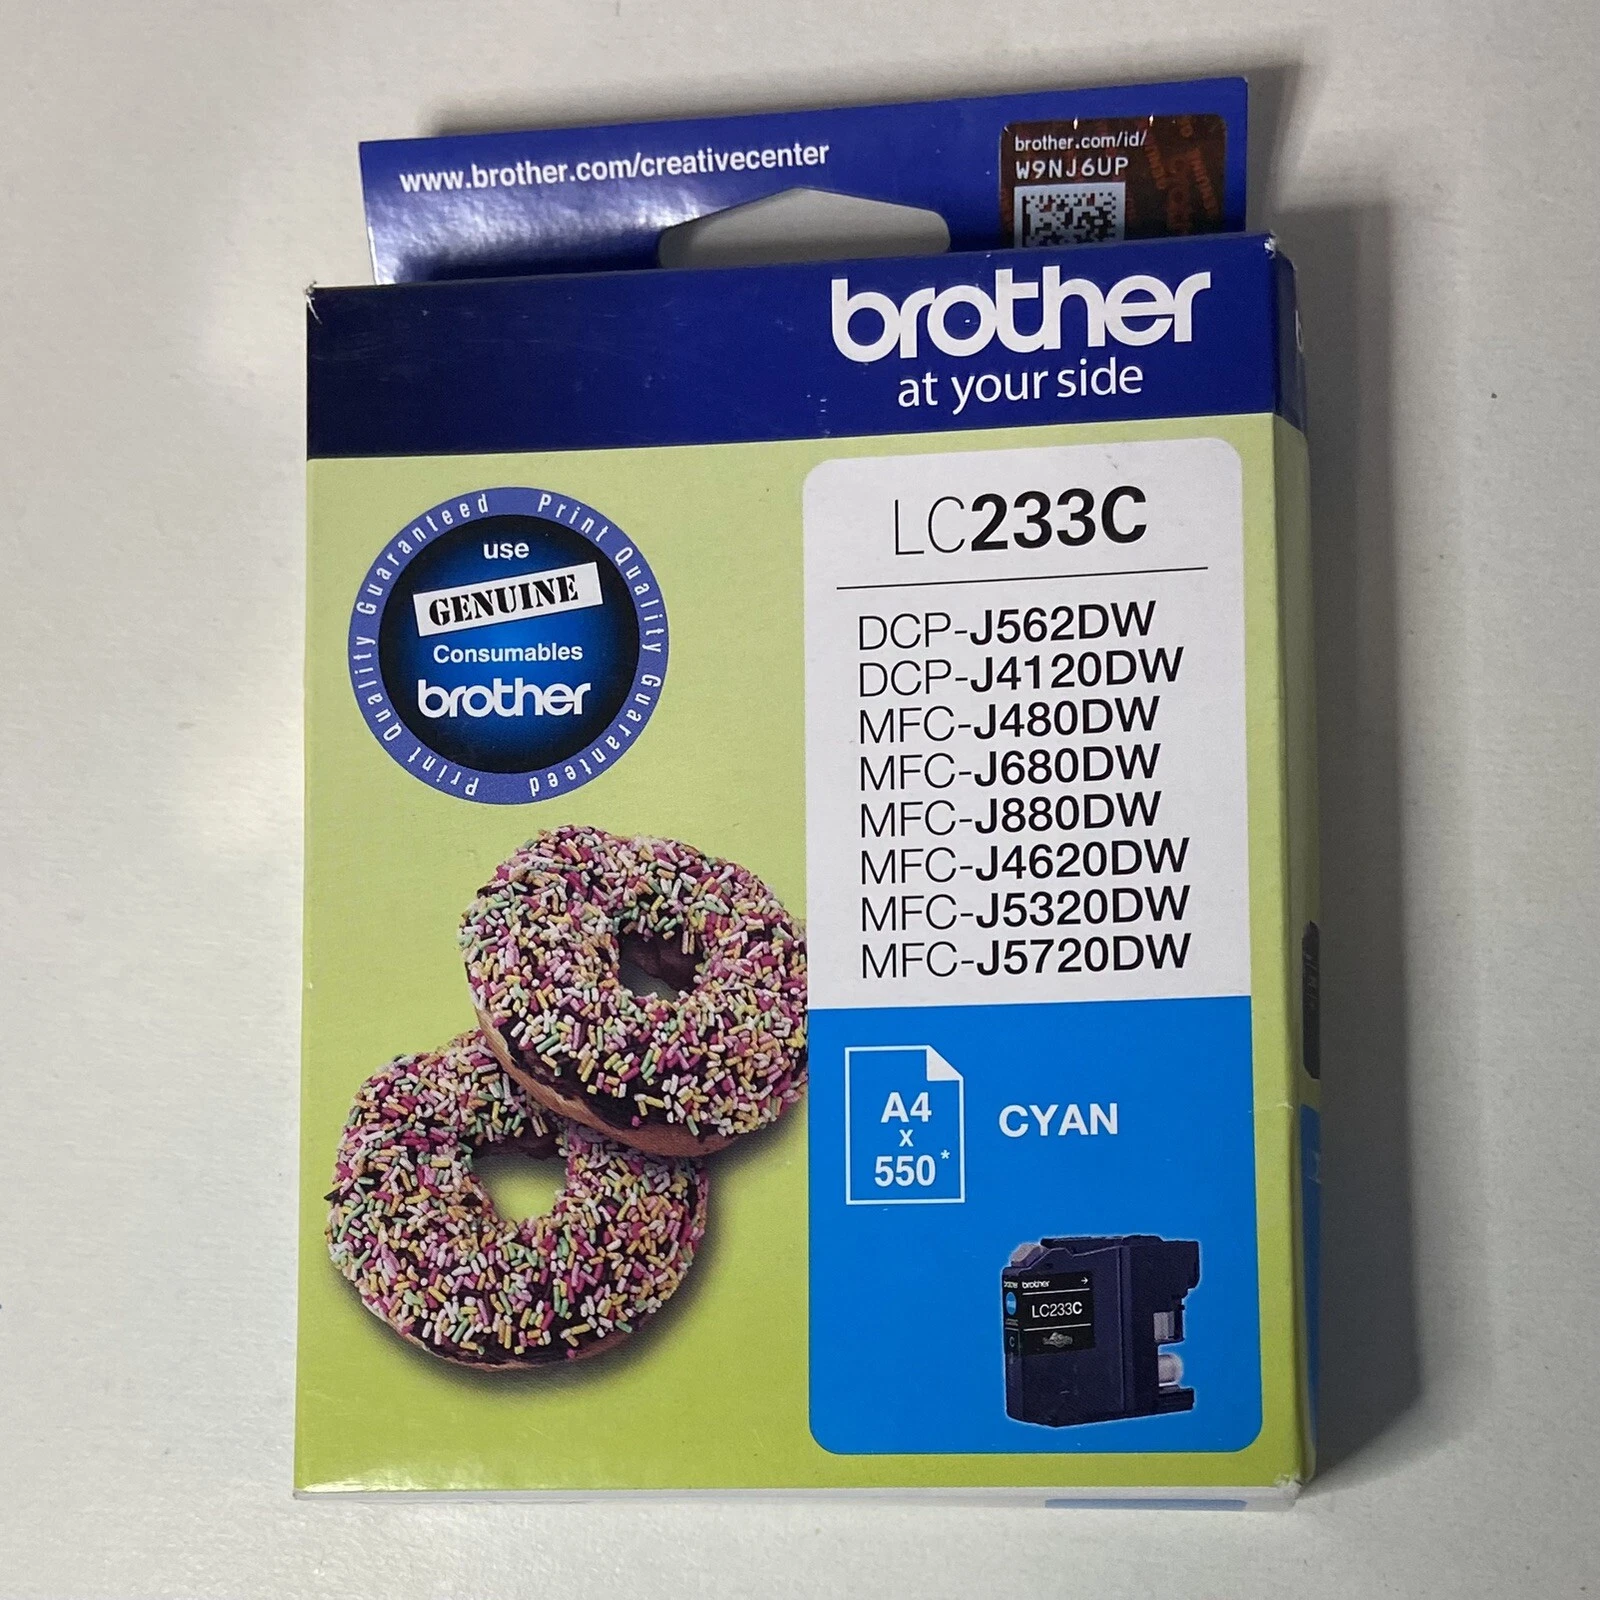 www.brother.com/creativecenter
brother.com/id/
W9NJ6UP
brother
at your side
Print Quality Guaranteed Print Quality Guaranteed
use
GENUINE
Consumables
brother
LC233C
DCP-J562DW
DCP-J4120DW
MFC-J480DW
MFC-J680DW
MFC-J880DW
MFC-J4620DW
MFC-J5320DW
MFC-J5720DW
A4
x
550*
CYAN
brother
LC233C
C